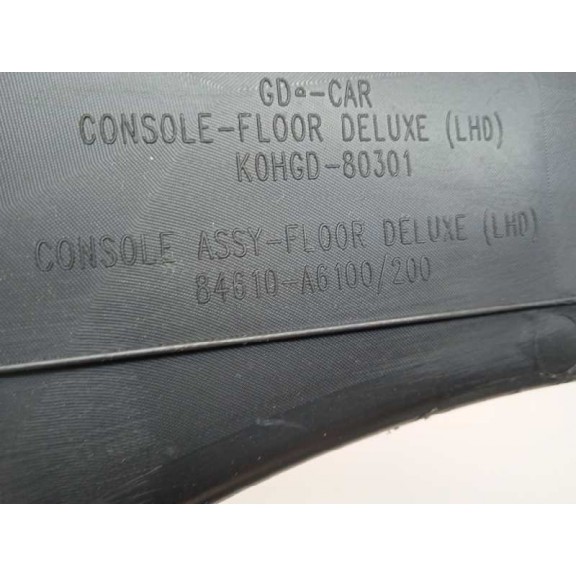 GD-CAR
CONSOLE-FLOOR DELUXE (LHD)
K0HGD-80301
CONSOLE ASSY-FLOOR DELUXE (LHD)
84610-A6100/200